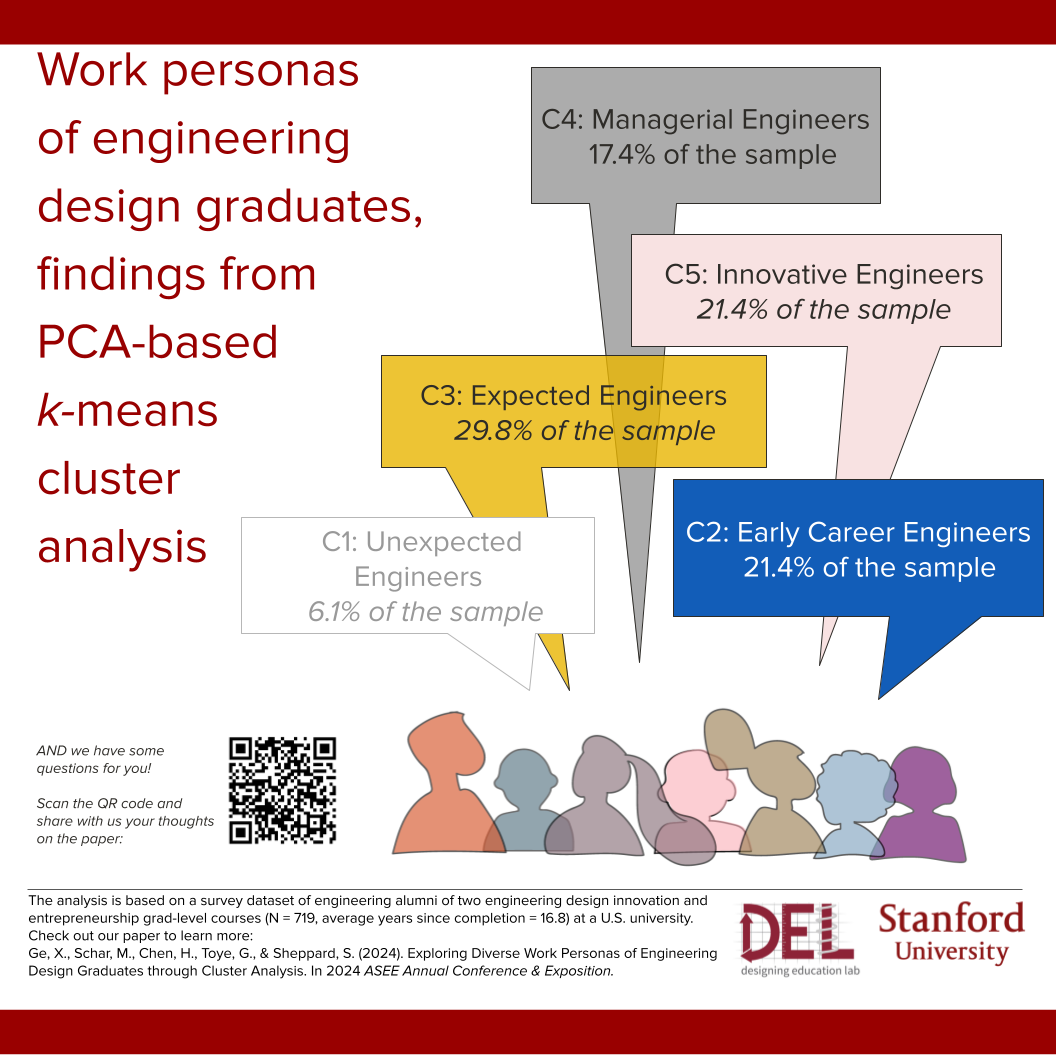 Work personas
of engineering
design graduates,
findings from
PCA-based
k-means
cluster
analysis
C4: Managerial Engineers
17.4% of the sample
C5: Innovative Engineers
21.4% of the sample
C3: Expected Engineers
29.8% of the sample
C1: Unexpected
Engineers
6.1% of the sample
C2: Early Career Engineers
21.4% of the sample
AND we have some
questions for you!
Scan the QR code and
share with us your thoughts
on the paper:
The analysis is based on a survey dataset of engineering alumni of two engineering design innovation and
entrepreneurship grad-level courses (N = 719, average years since completion = 16.8) at a U.S. university.
Check out our paper to learn more:
Ge, X., Schar, M., Chen, H., Toye, G., & Sheppard, S. (2024). Exploring Diverse Work Personas of Engineering
Design Graduates through Cluster Analysis. In 2024 ASEE Annual Conference & Exposition.
DEL
designing education lab
Stanford
University